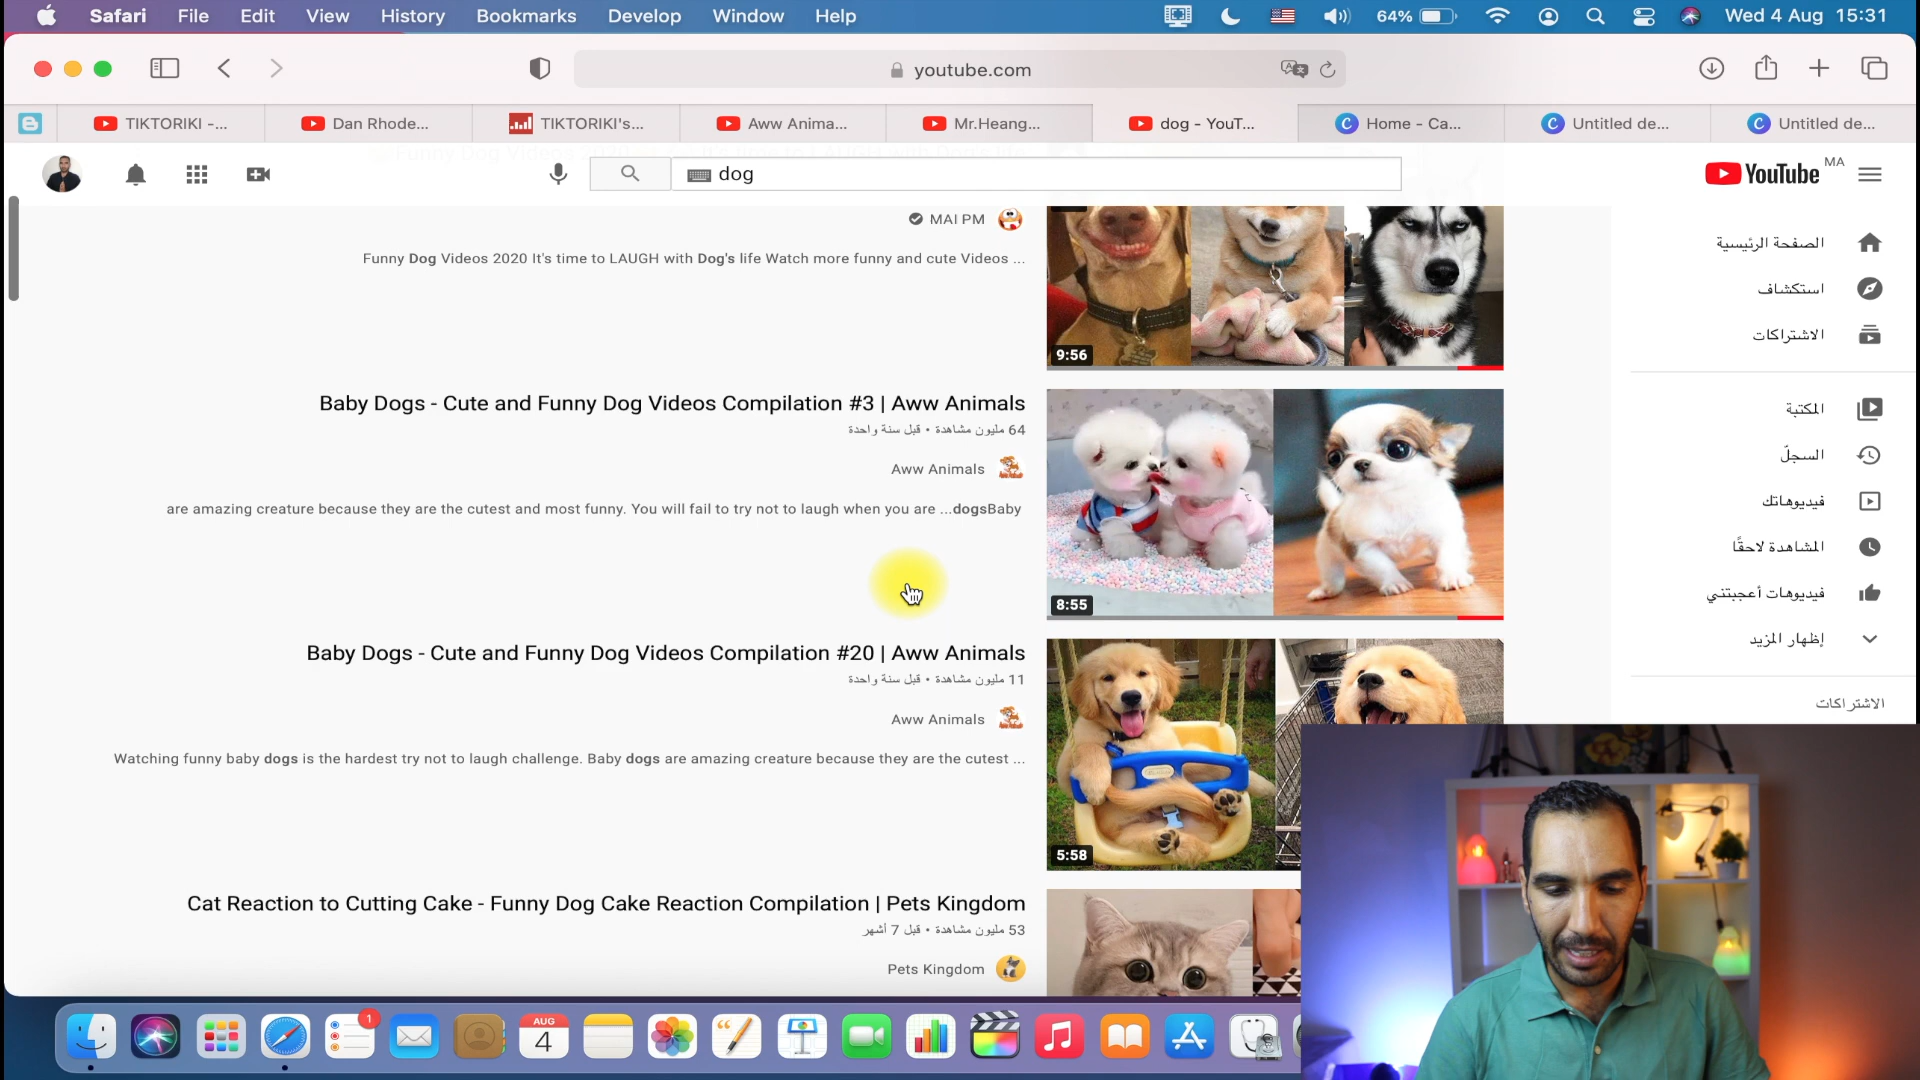 Safari File Edit View History Bookmarks Develop Window Help 64% Wed 4 Aug 15:31
youtube.com
TIKTORIKI -... Dan Rhode... TIKTORIKI's... Aww Anima... Mr.Heang... dog - YouT... Home - Ca... Untitled de... Untitled de...
dog
YouTube MA
MAI PM
Funny Dog Videos 2020 It's time to LAUGH with Dog's life Watch more funny and cute Videos ...
9:56
Baby Dogs - Cute and Funny Dog Videos Compilation #3 | Aww Animals
64 مليون مشاهدة • قبل سنة واحدة
Aww Animals
are amazing creature because they are the cutest and most funny. You will fail to try not to laugh when you are ...dogsBaby
8:55
Baby Dogs - Cute and Funny Dog Videos Compilation #20 | Aww Animals
11 مليون مشاهدة • قبل سنة واحدة
Aww Animals
Watching funny baby dogs is the hardest try not to laugh challenge. Baby dogs are amazing creature because they are the cutest ...
5:58
Cat Reaction to Cutting Cake - Funny Dog Cake Reaction Compilation | Pets Kingdom
53 مليون مشاهدة • قبل 7 أشهر
Pets Kingdom
الصفحة الرئيسية
استكشاف
الاشتراكات
المكتبة
السجلّ
فيديوهاتك
المشاهدة لاحقًا
فيديوهات أعجبتني
إظهار المزيد
الاشتراكات
1
AUG
4